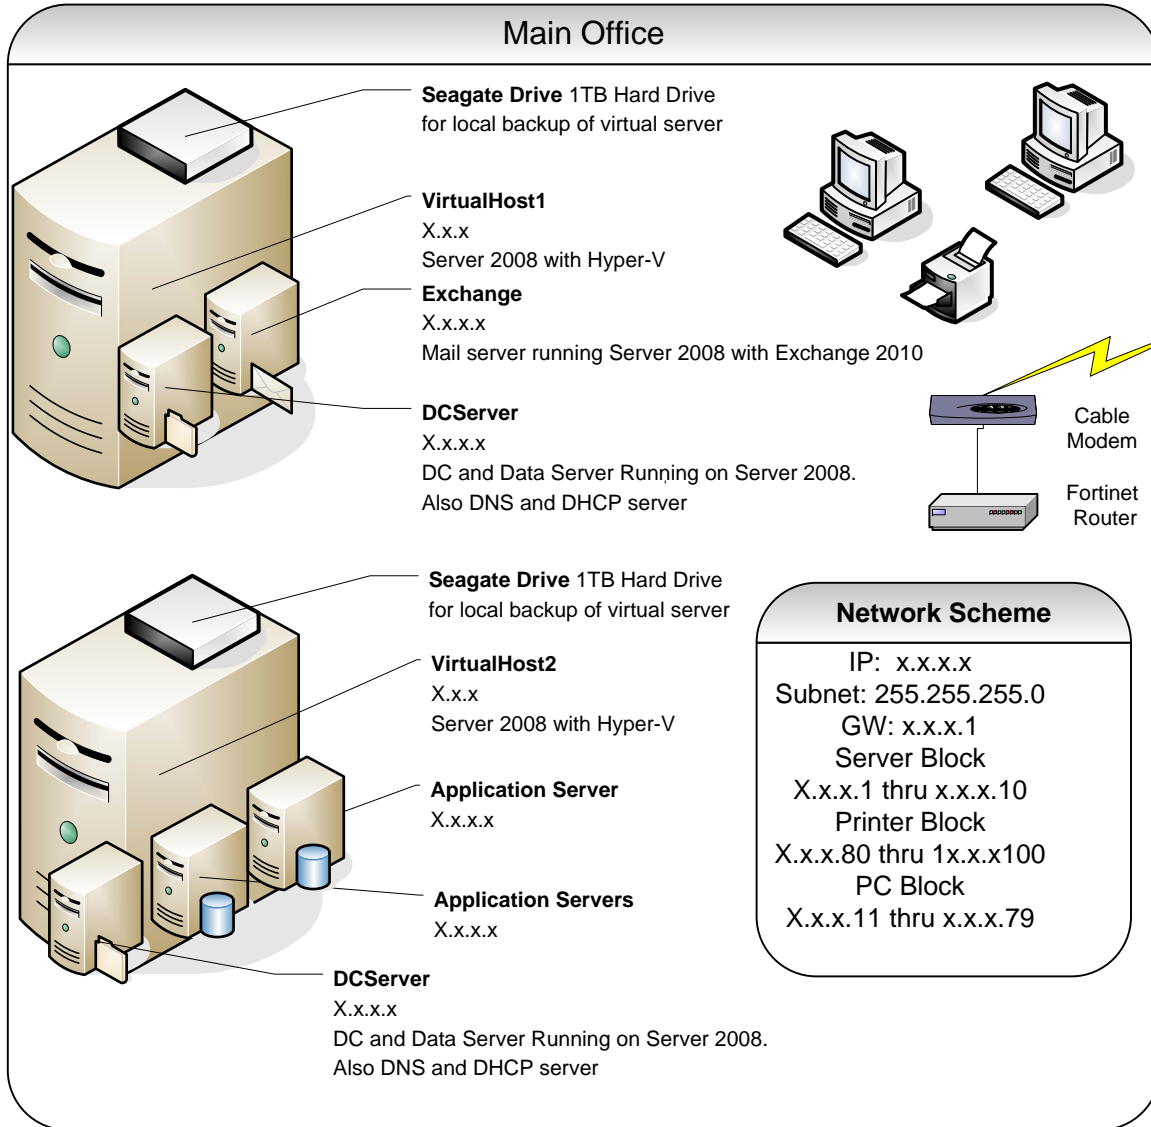 Main Office
Seagate Drive 1TB Hard Drive
for local backup of virtual server
VirtualHost1
X.x.x
Server 2008 with Hyper-V
Exchange
X.x.x.x
Mail server running Server 2008 with Exchange 2010
DCServer
X.x.x.x
DC and Data Server Running on Server 2008.
Also DNS and DHCP server
Cable
Modem
Fortinet
Router
Seagate Drive 1TB Hard Drive
for local backup of virtual server
VirtualHost2
X.x.x
Server 2008 with Hyper-V
Application Server
X.x.x.x
Application Servers
X.x.x.x
DCServer
X.x.x.x
DC and Data Server Running on Server 2008.
Also DNS and DHCP server
Network Scheme
IP: x.x.x.x
Subnet: 255.255.255.0
GW: x.x.x.1
Server Block
X.x.x.1 thru x.x.x.10
Printer Block
X.x.x.80 thru 1x.x.x100
PC Block
X.x.x.11 thru x.x.x.79